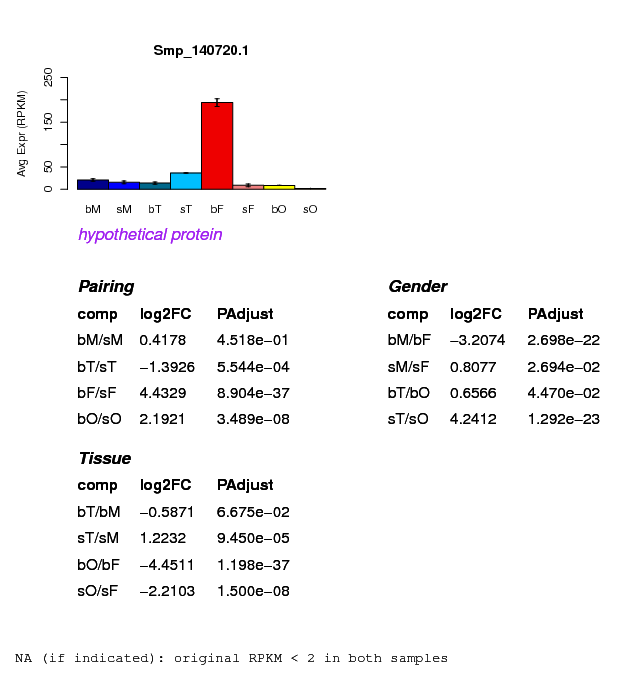 Smp_140720.1
Avg Expr (RPKM)
250
150
50
0
bM sM bT sT bF sF bO sO
hypothetical protein
Pairing
comp log2FC PAdjust
bM/sM 0.4178 4.518e−01
bT/sT −1.3926 5.544e−04
bF/sF 4.4329 8.904e−37
bO/sO 2.1921 3.489e−08
Gender
comp log2FC PAdjust
bM/bF −3.2074 2.698e−22
sM/sF 0.8077 2.694e−02
bT/bO 0.6566 4.470e−02
sT/sO 4.2412 1.292e−23
Tissue
comp log2FC PAdjust
bT/bM −0.5871 6.675e−02
sT/sM 1.2232 9.450e−05
bO/bF −4.4511 1.198e−37
sO/sF −2.2103 1.500e−08
NA (if indicated): original RPKM < 2 in both samples